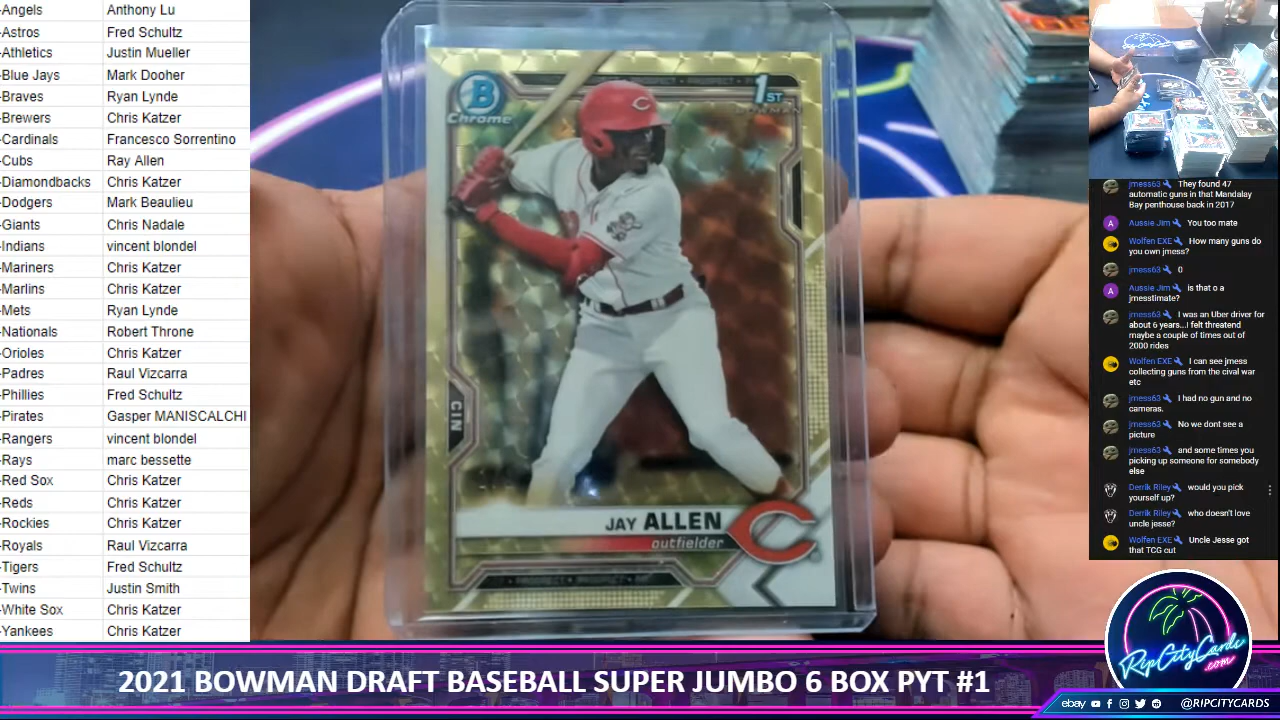 -Angels Anthony Lu
-Astros Fred Schultz
-Athletics Justin Mueller
-Blue Jays Mark Dooher
-Braves Ryan Lynde
-Brewers Chris Katzer
-Cardinals Francesco Sorrentino
-Cubs Ray Allen
-Diamondbacks Chris Katzer
-Dodgers Mark Beaulieu
-Giants Chris Nadale
-Indians vincent blondel
-Mariners Chris Katzer
-Marlins Chris Katzer
-Mets Ryan Lynde
-Nationals Robert Throne
-Orioles Chris Katzer
-Padres Raul Vizcarra
-Phillies Fred Schultz
-Pirates Gasper MANISCALCHI
-Rangers vincent blondel
-Rays marc bessette
-Red Sox Chris Katzer
-Reds Chris Katzer
-Rockies Chris Katzer
-Royals Raul Vizcarra
-Tigers Fred Schultz
-Twins Justin Smith
-White Sox Chris Katzer
-Yankees Chris Katzer
B
Chrome
PROSPECT • PROSPECT
1ST
BOWMAN
C
CIN
JAY ALLEN
outfielder
C
PROSPECT • PROSPECT
jmess63 They found 47
automatic guns in that Mandalay
Bay penthouse back in 2017
A Aussie Jim You too mate
Wolfen EXE How many guns do
you own jmess?
jmess63 0
A Aussie Jim is that o a
jmesstimate?
jmess63 I was an Uber driver for
about 6 years...I felt threatend
maybe a couple of times out of
2000 rides
Wolfen EXE I can see jmess
collecting guns from the cival war
etc
jmess63 I had no gun and no
cameras.
jmess63 No we dont see a
picture
jmess63 and some times you
picking up someone for somebody
else
Derrik Riley would you pick
yourself up?
Derrik Riley who doesn't love
uncle jesse?
Wolfen EXE Uncle Jesse got
that TCG cut
RipCityCards
.com
2021 BOWMAN DRAFT BASEBALL SUPER JUMBO 6 BOX PYT #1
ebay @RIPCITYCARDS